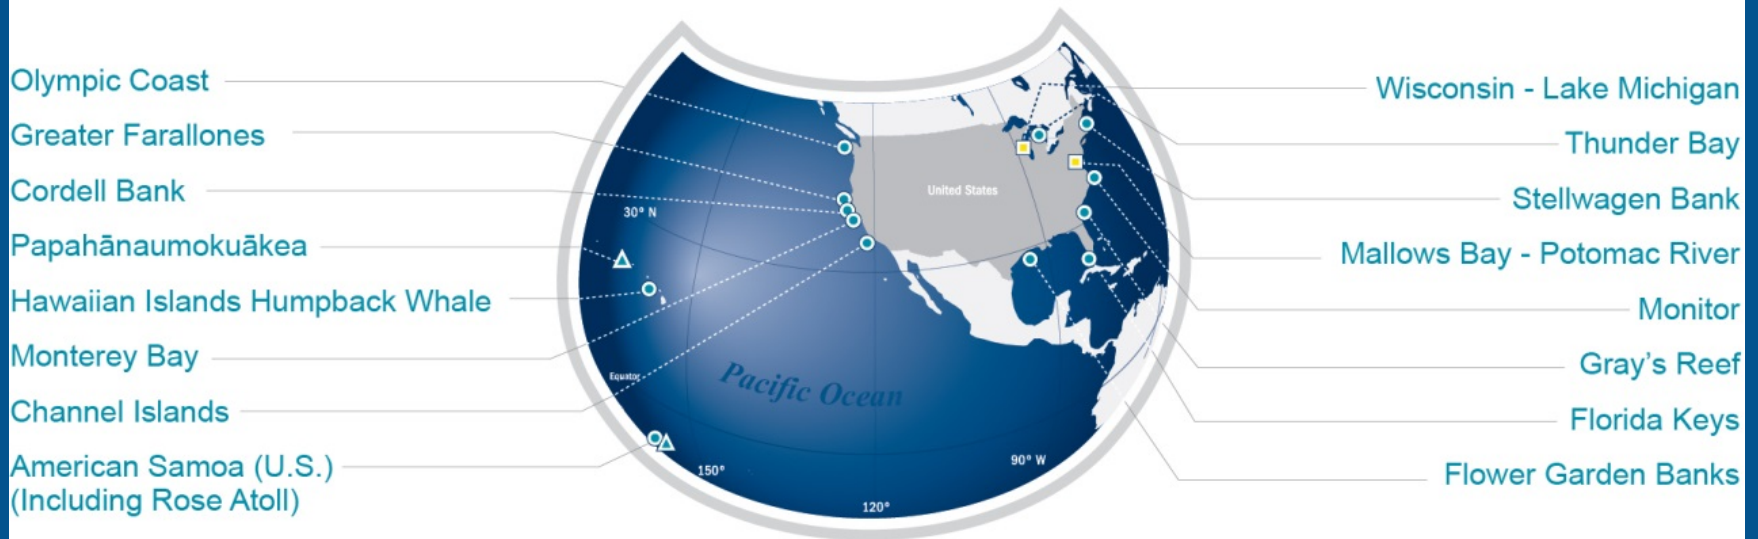 Olympic Coast
Greater Farallones
Cordell Bank
Papahānaumokuākea
Hawaiian Islands Humpback Whale
Monterey Bay
Channel Islands
American Samoa (U.S.)
(Including Rose Atoll)
United States
30° N
Equator
Pacific Ocean
150°
120°
90° W
Wisconsin - Lake Michigan
Thunder Bay
Stellwagen Bank
Mallows Bay - Potomac River
Monitor
Gray’s Reef
Florida Keys
Flower Garden Banks